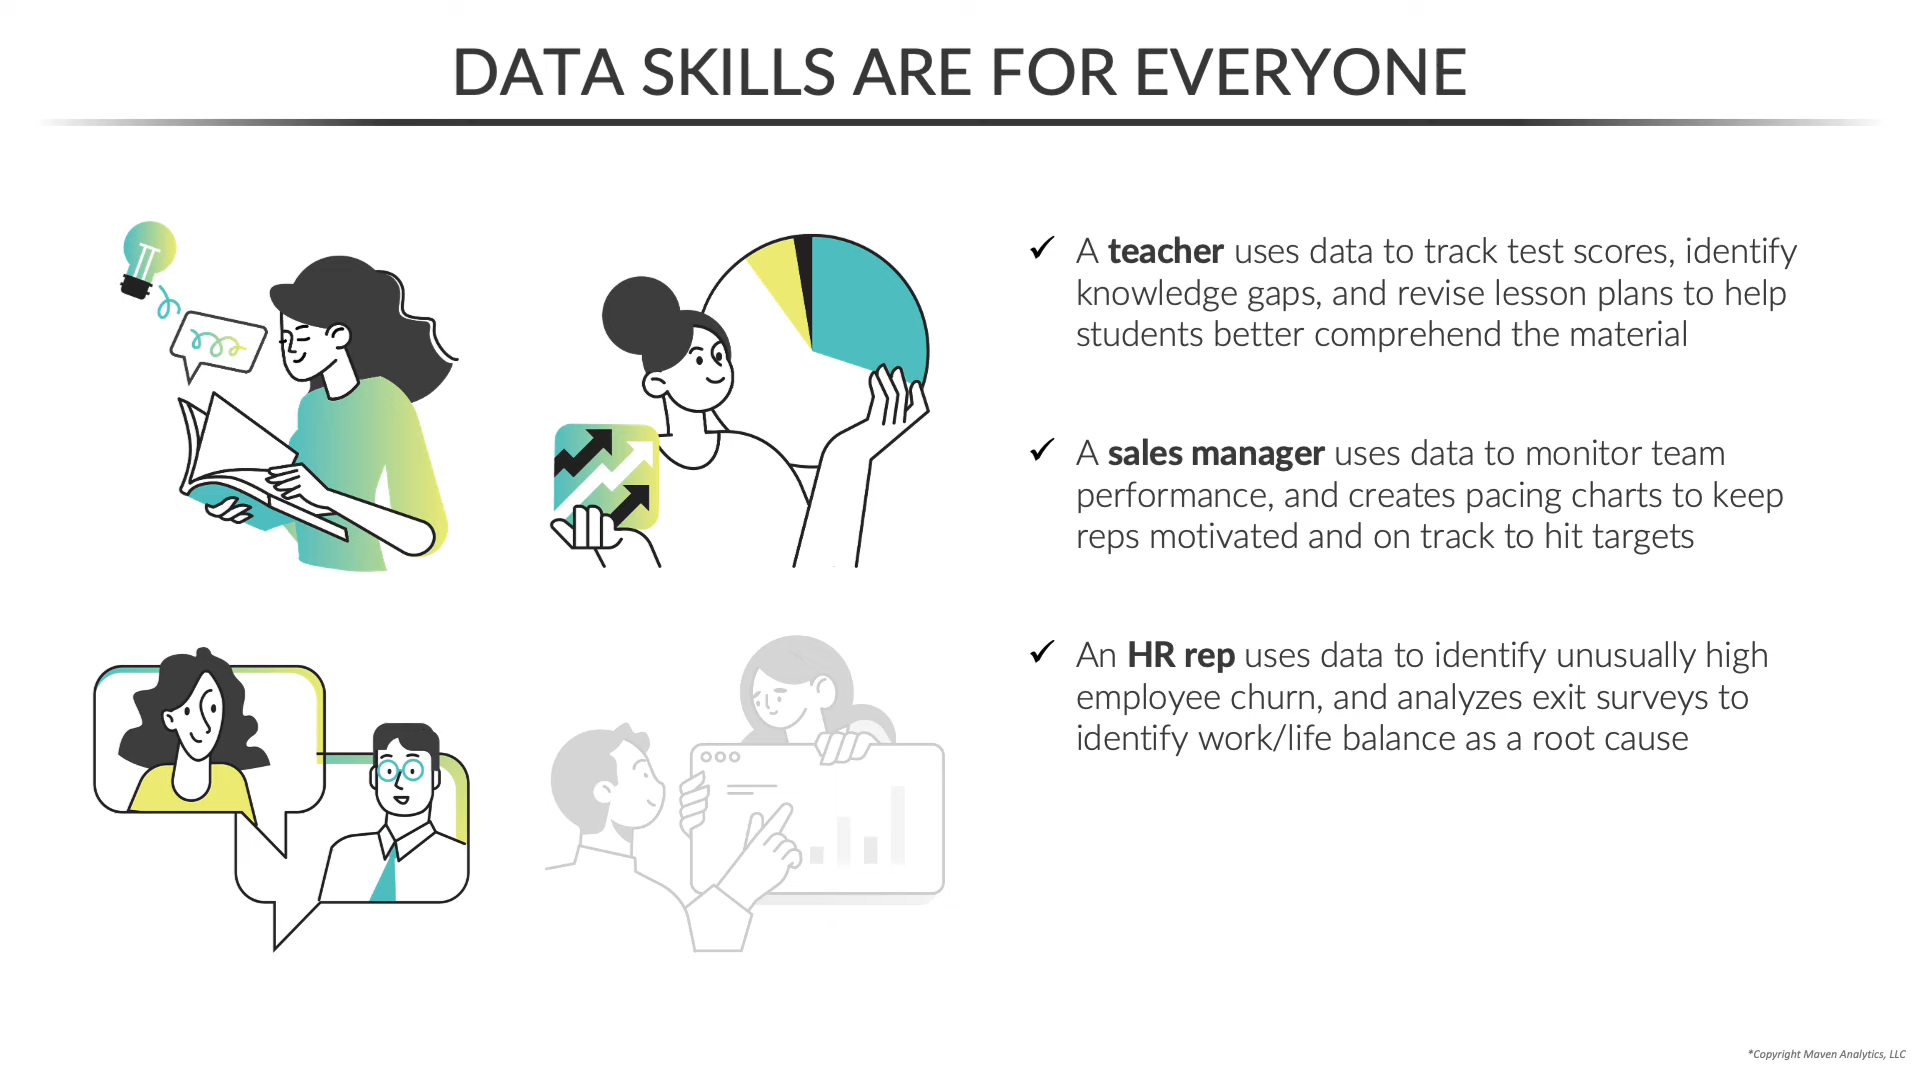 DATA SKILLS ARE FOR EVERYONE
✓ A teacher uses data to track test scores, identify
knowledge gaps, and revise lesson plans to help
students better comprehend the material
✓ A sales manager uses data to monitor team
performance, and creates pacing charts to keep
reps motivated and on track to hit targets
✓ An HR rep uses data to identify unusually high
employee churn, and analyzes exit surveys to
identify work/life balance as a root cause
*Copyright Maven Analytics, LLC